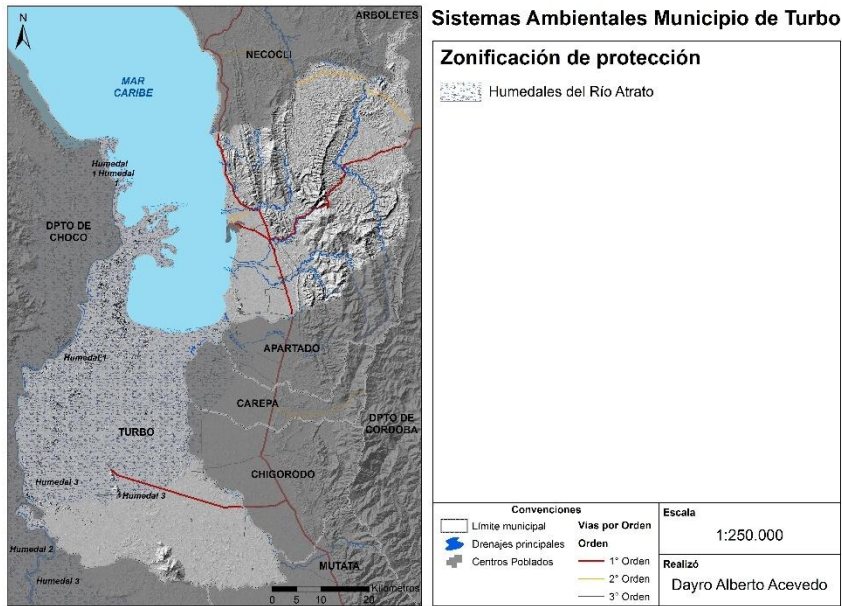 Sistemas Ambientales Municipio de Turbo
N
ARBOLETES
NECOCLI
MAR
CARIBE
Humedal
1 Humedal
1
DPTO DE
CHOCO
Humedal 1
APARTADO
CAREPA
DPTO DE
CORDOBA
TURBO
CHIGORODO
Humedal 3
Humedal 3
Humedal 2
Humedal 3
MUTATA
Kilómetros
0 5 10 20
Zonificación de protección
Humedales del Río Atrato
Convenciones
Límite municipal
Drenajes principales
Centros Poblados
Vías por Orden
Orden
1° Orden
2° Orden
3° Orden
Escala
1:250.000
Realizó
Dayro Alberto Acevedo